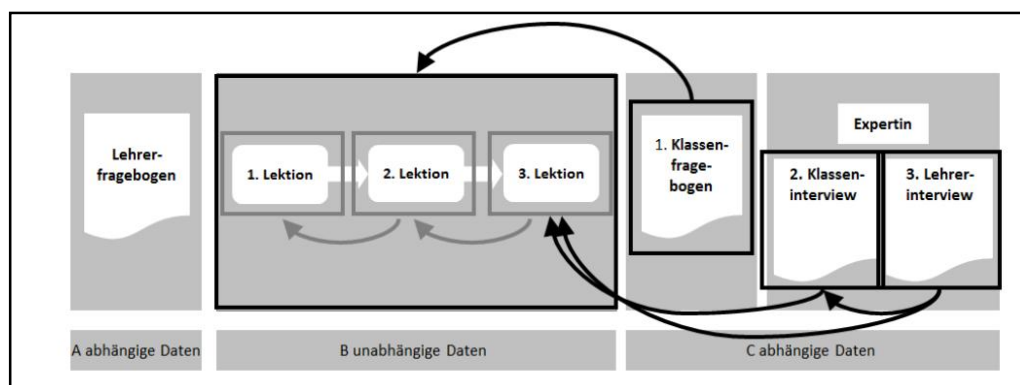 Lehrer-
fragebogen
1. Lektion
2. Lektion
3. Lektion
1. Klassen-
frage-
bogen
Expertin
2. Klassen-
interview
3. Lehrer-
interview
A abhängige Daten
B unabhängige Daten
C abhängige Daten